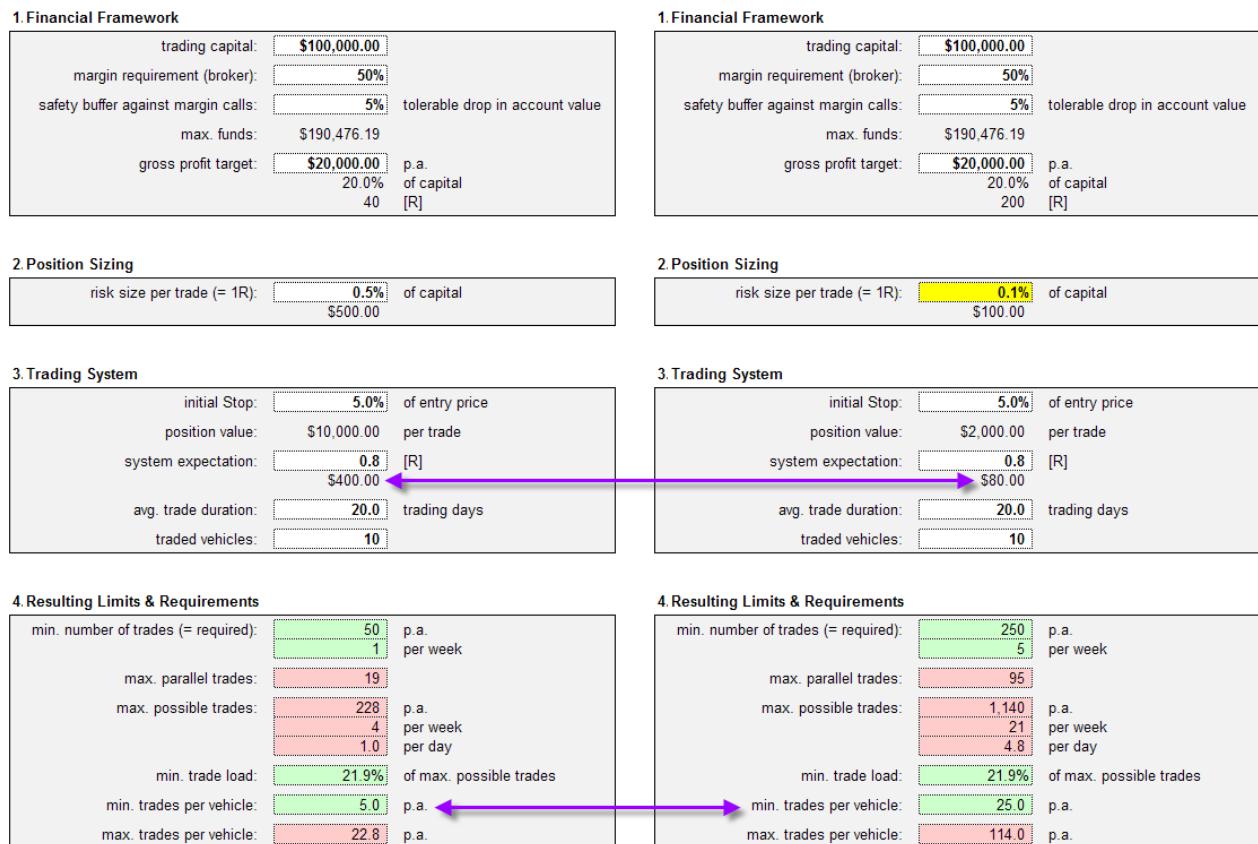 1. Financial Framework
trading capital: $100,000.00
margin requirement (broker): 50%
safety buffer against margin calls: 5% tolerable drop in account value
max. funds: $190,476.19
gross profit target: $20,000.00 p.a.
20.0% of capital
40 [R]
2. Position Sizing
risk size per trade (= 1R): 0.5% of capital
$500.00
3. Trading System
initial Stop: 5.0% of entry price
position value: $10,000.00 per trade
system expectation: 0.8 [R]
$400.00
avg. trade duration: 20.0 trading days
traded vehicles: 10
4. Resulting Limits & Requirements
min. number of trades (= required): 50 p.a.
1 per week
max. parallel trades: 19
max. possible trades: 228 p.a.
4 per week
1.0 per day
min. trade load: 21.9% of max. possible trades
min. trades per vehicle: 5.0 p.a.
max. trades per vehicle: 22.8 p.a.
1. Financial Framework
trading capital: $100,000.00
margin requirement (broker): 50%
safety buffer against margin calls: 5% tolerable drop in account value
max. funds: $190,476.19
gross profit target: $20,000.00 p.a.
20.0% of capital
200 [R]
2. Position Sizing
risk size per trade (= 1R): 0.1% of capital
$100.00
3. Trading System
initial Stop: 5.0% of entry price
position value: $2,000.00 per trade
system expectation: 0.8 [R]
$80.00
avg. trade duration: 20.0 trading days
traded vehicles: 10
4. Resulting Limits & Requirements
min. number of trades (= required): 250 p.a.
5 per week
max. parallel trades: 95
max. possible trades: 1,140 p.a.
21 per week
4.8 per day
min. trade load: 21.9% of max. possible trades
min. trades per vehicle: 25.0 p.a.
max. trades per vehicle: 114.0 p.a.